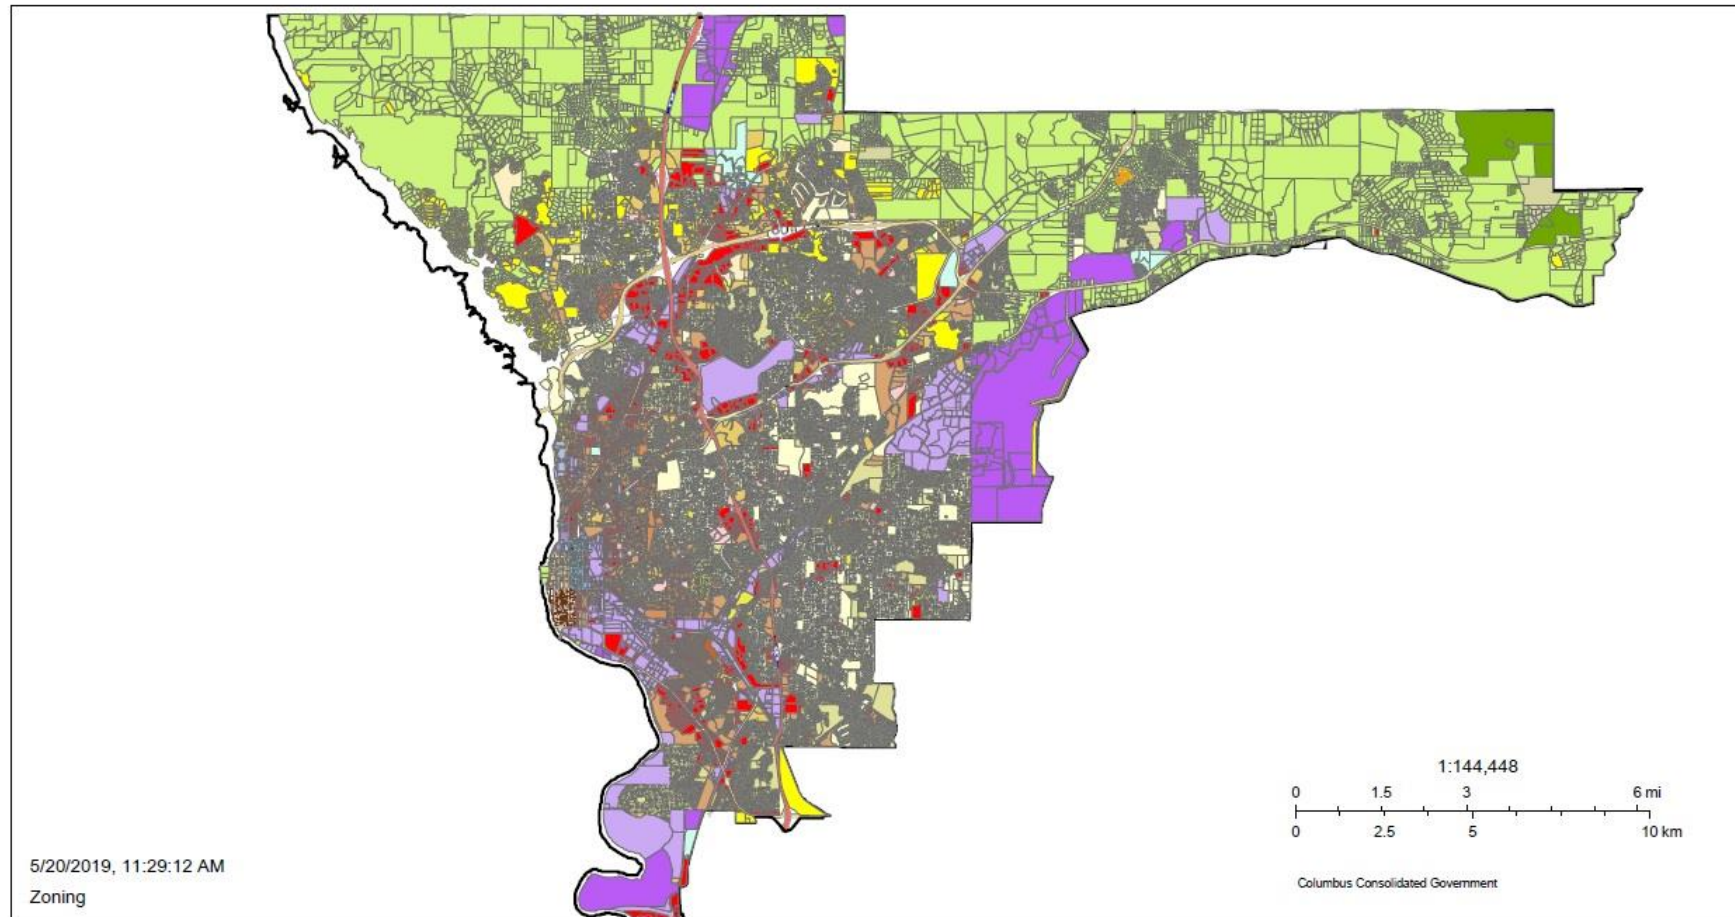 1:144,448
0 1.5 3 6 mi
0 2.5 5 10 km
5/20/2019, 11:29:12 AM
Zoning
Columbus Consolidated Government